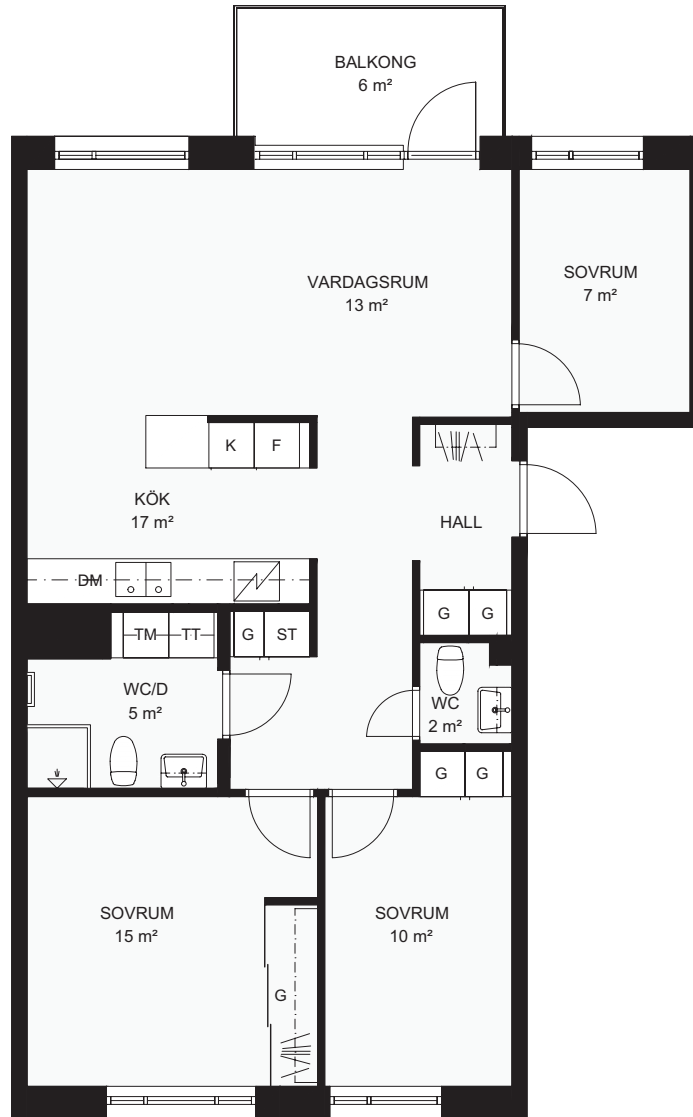 BALKONG
6 m²
VARDAGSRUM
13 m²
SOVRUM
7 m²
K F
KÖK
17 m²
HALL
DM
G G
TM TT
G ST
WC/D
5 m²
WC
2 m²
G G
SOVRUM
15 m²
SOVRUM
10 m²
G